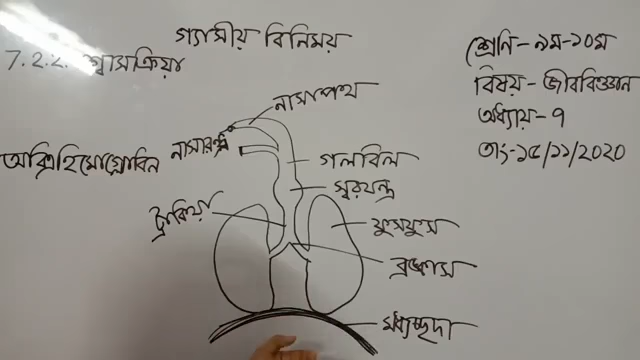 গ্যাসীয় বিনিময়
7.2.2. শ্বাসক্রিয়া
শ্রেণি-৯ম-১০ম
বিষয়-জীববিজ্ঞান
অধ্যায়-৭
তাং-১৫/১১/2020
নাসাপথ
নাসারন্ধ্র
অক্সিহিমোগ্লোবিন
গলবিল
স্বরযন্ত্র
ট্রাকিয়া
ফুসফুস
ব্রঙ্কাস
মধ্যচ্ছদা